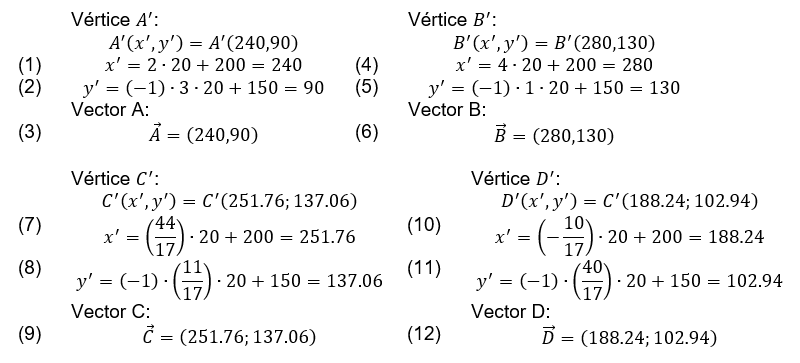 Vértice A′:
A′(x′, y′) = A′(240,90)
(1) x′ = 2 · 20 + 200 = 240
(2) y′ = (−1) · 3 · 20 + 150 = 90
Vector A:
(3) A⃗ = (240,90)
Vértice B′:
B′(x′, y′) = B′(280,130)
(4) x′ = 4 · 20 + 200 = 280
(5) y′ = (−1) · 1 · 20 + 150 = 130
Vector B:
(6) B⃗ = (280,130)
Vértice C′:
C′(x′, y′) = C′(251.76; 137.06)
(7) x′ = (44/17) · 20 + 200 = 251.76
(8) y′ = (−1) · (11/17) · 20 + 150 = 137.06
Vector C:
(9) C⃗ = (251.76; 137.06)
Vértice D′:
D′(x′, y′) = C′(188.24; 102.94)
(10) x′ = (−10/17) · 20 + 200 = 188.24
(11) y′ = (−1) · (40/17) · 20 + 150 = 102.94
Vector D:
(12) D⃗ = (188.24; 102.94)